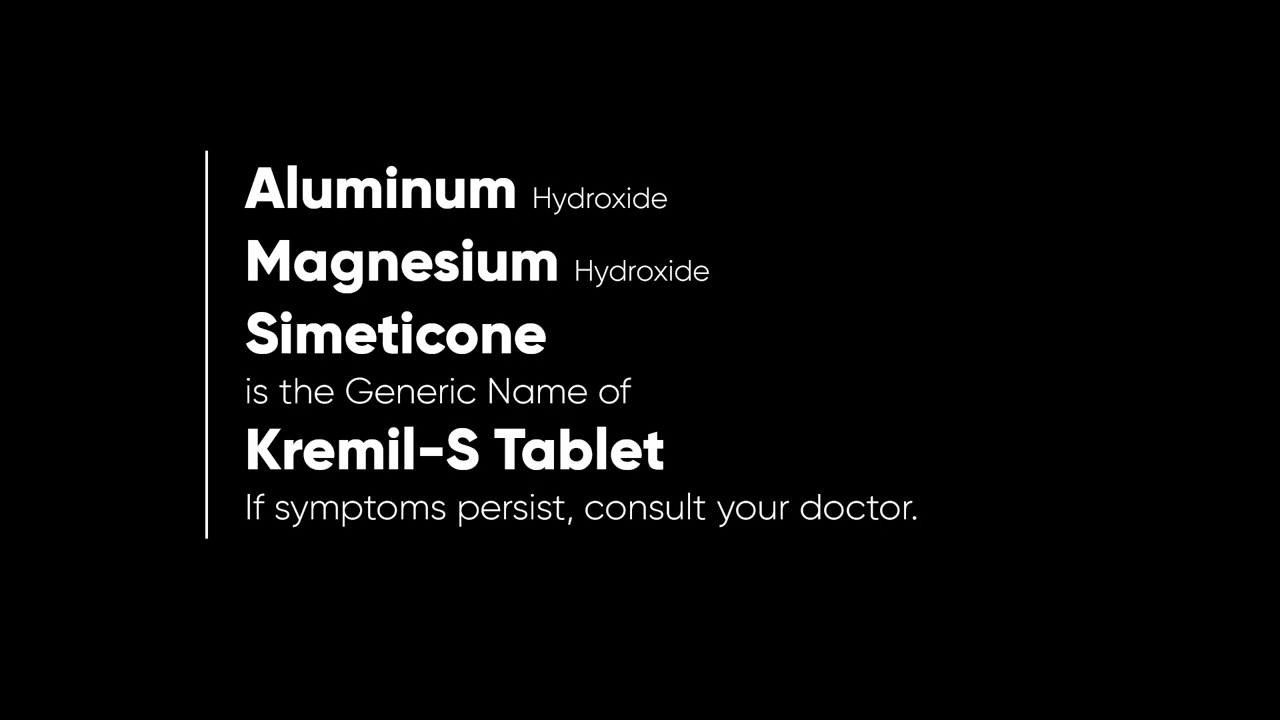 Aluminum Hydroxide
Magnesium Hydroxide
Simeticone
is the Generic Name of
Kremil-S Tablet
If symptoms persist, consult your doctor.